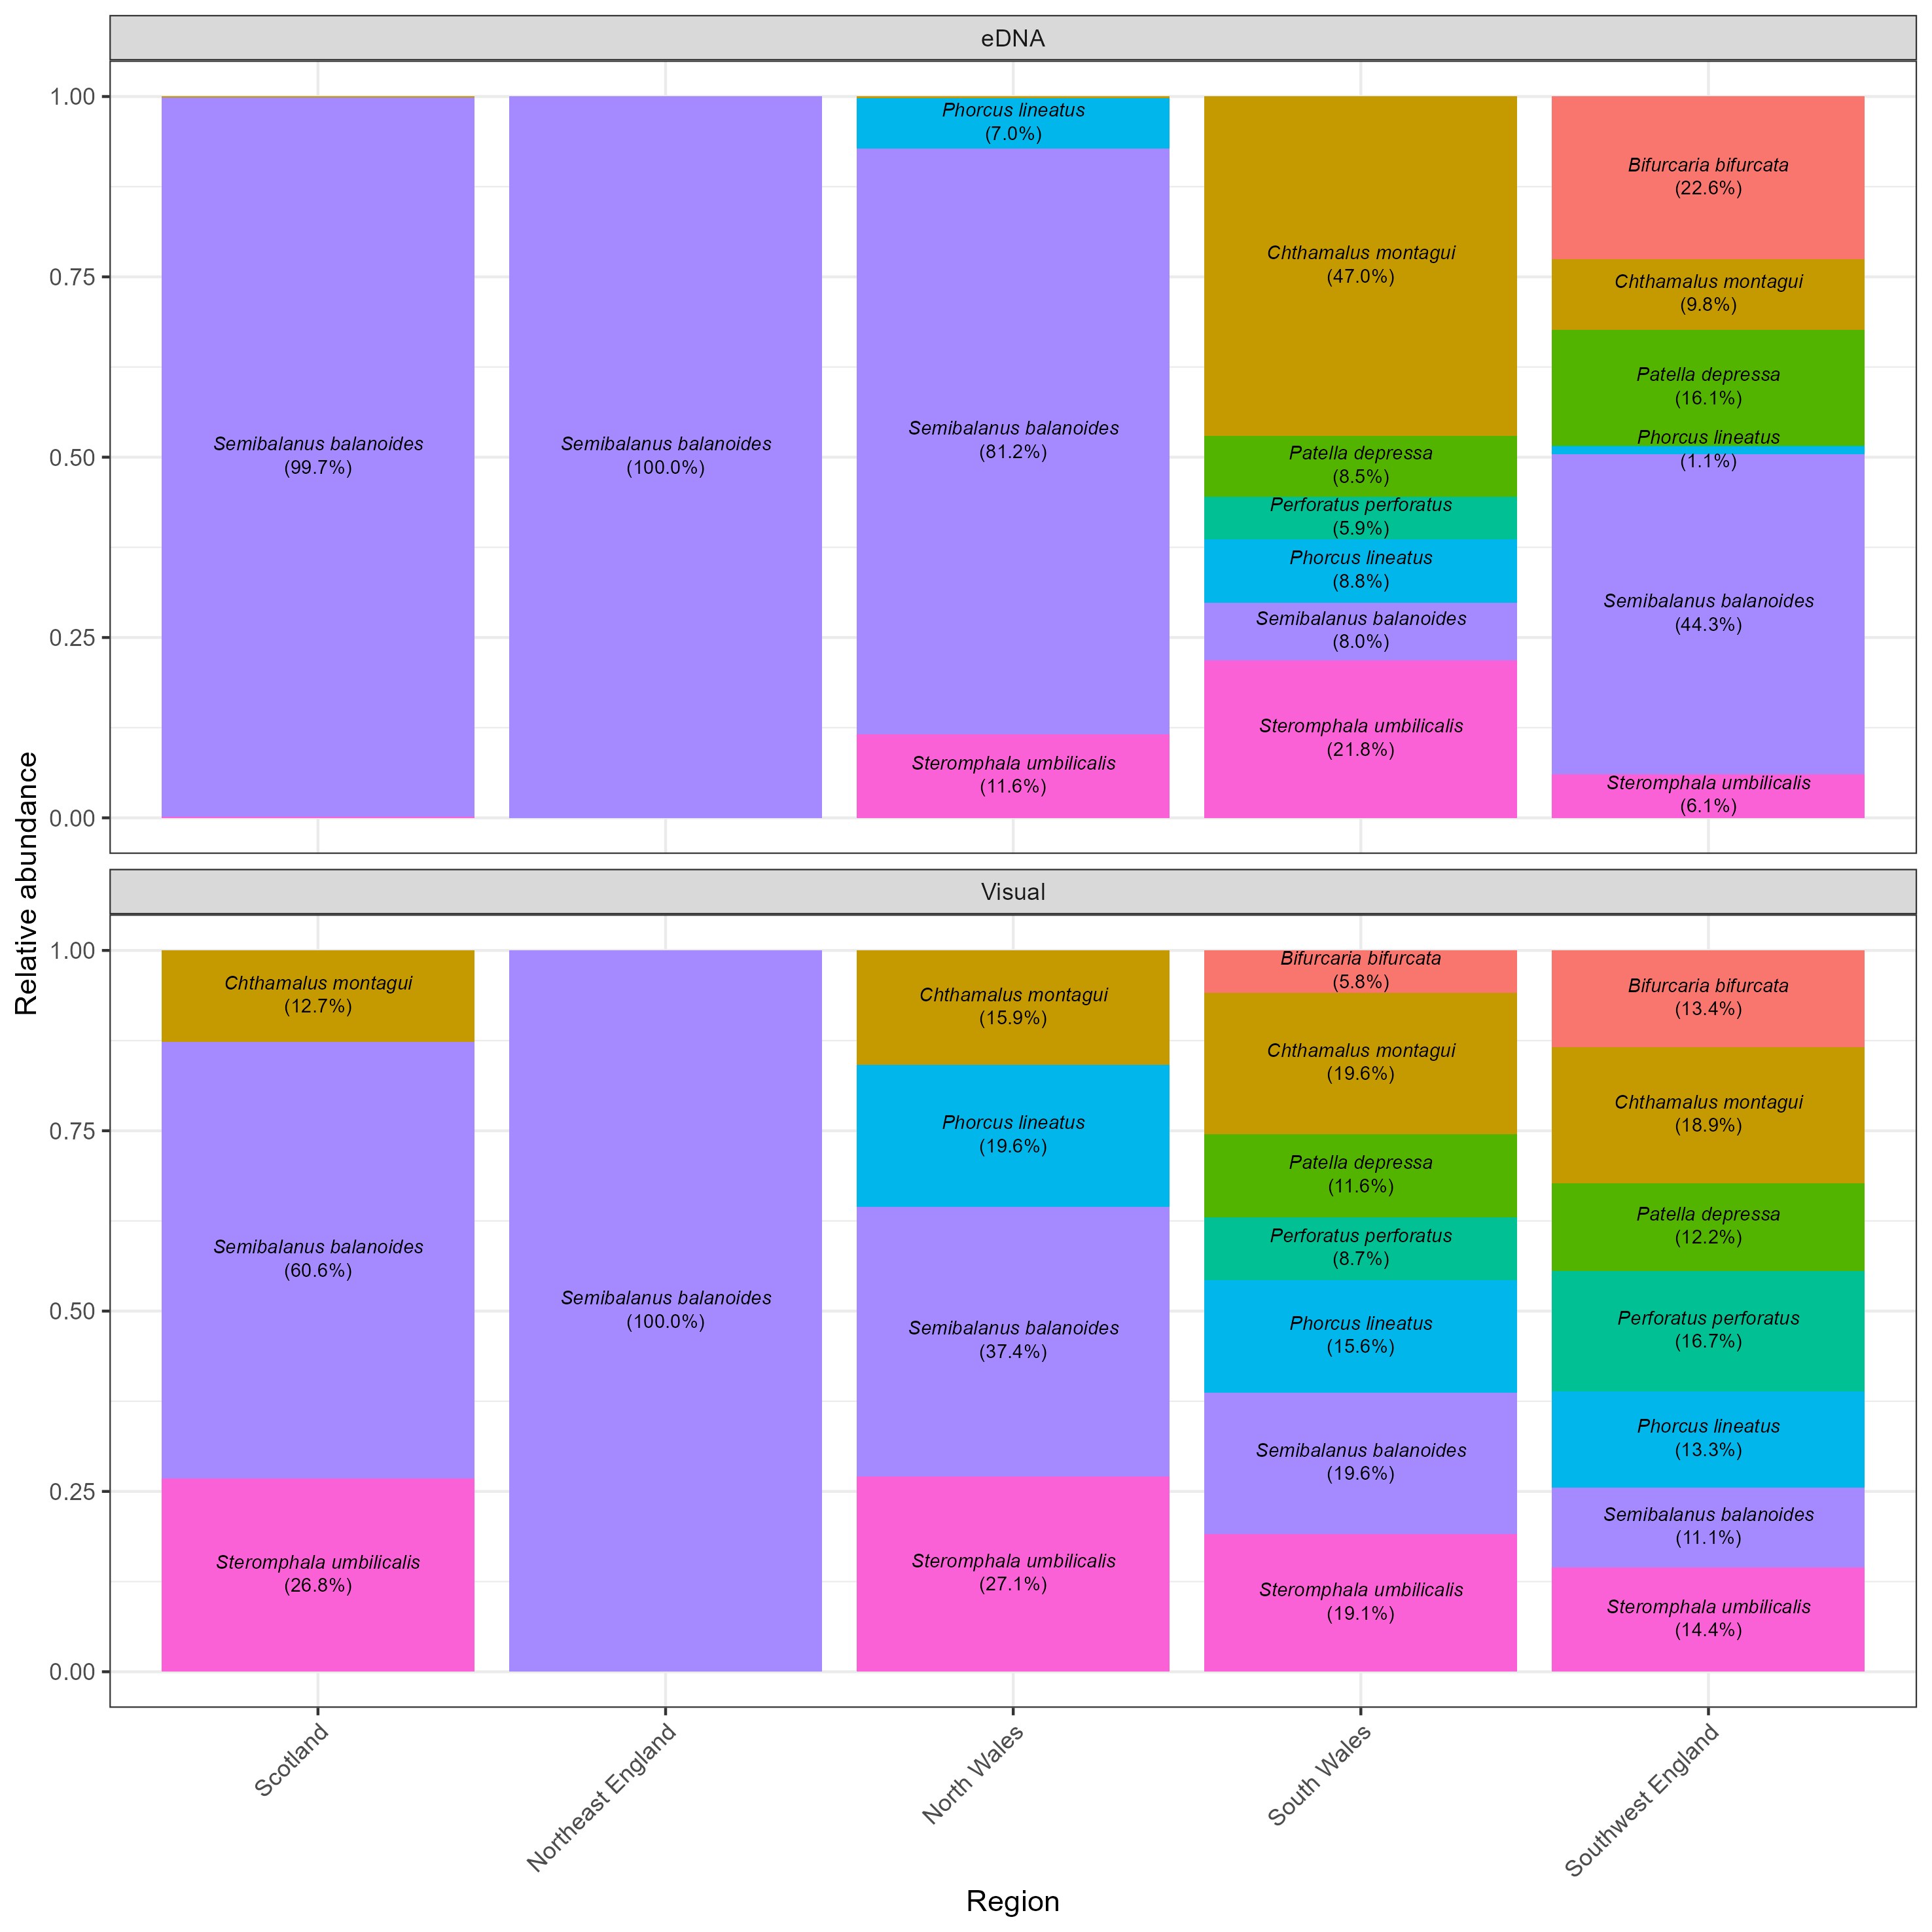 eDNA
1.00
0.75
0.50
0.25
0.00
Semibalanus balanoides
(99.7%)
Semibalanus balanoides
(100.0%)
Phorcus lineatus
(7.0%)
Semibalanus balanoides
(81.2%)
Steromphala umbilicalis
(11.6%)
Chthamalus montagui
(47.0%)
Patella depressa
(8.5%)
Perforatus perforatus
(5.9%)
Phorcus lineatus
(8.8%)
Semibalanus balanoides
(8.0%)
Steromphala umbilicalis
(21.8%)
Bifurcaria bifurcata
(22.6%)
Chthamalus montagui
(9.8%)
Patella depressa
(16.1%)
Phorcus lineatus
(1.1%)
Semibalanus balanoides
(44.3%)
Steromphala umbilicalis
(6.1%)
Relative abundance
Visual
1.00
0.75
0.50
0.25
0.00
Chthamalus montagui
(12.7%)
Semibalanus balanoides
(60.6%)
Steromphala umbilicalis
(26.8%)
Semibalanus balanoides
(100.0%)
Chthamalus montagui
(15.9%)
Phorcus lineatus
(19.6%)
Semibalanus balanoides
(37.4%)
Steromphala umbilicalis
(27.1%)
Bifurcaria bifurcata
(5.8%)
Chthamalus montagui
(19.6%)
Patella depressa
(11.6%)
Perforatus perforatus
(8.7%)
Phorcus lineatus
(15.6%)
Semibalanus balanoides
(19.6%)
Steromphala umbilicalis
(19.1%)
Bifurcaria bifurcata
(13.4%)
Chthamalus montagui
(18.9%)
Patella depressa
(12.2%)
Perforatus perforatus
(16.7%)
Phorcus lineatus
(13.3%)
Semibalanus balanoides
(11.1%)
Steromphala umbilicalis
(14.4%)
Scotland
Northeast England
North Wales
South Wales
Southwest England
Region